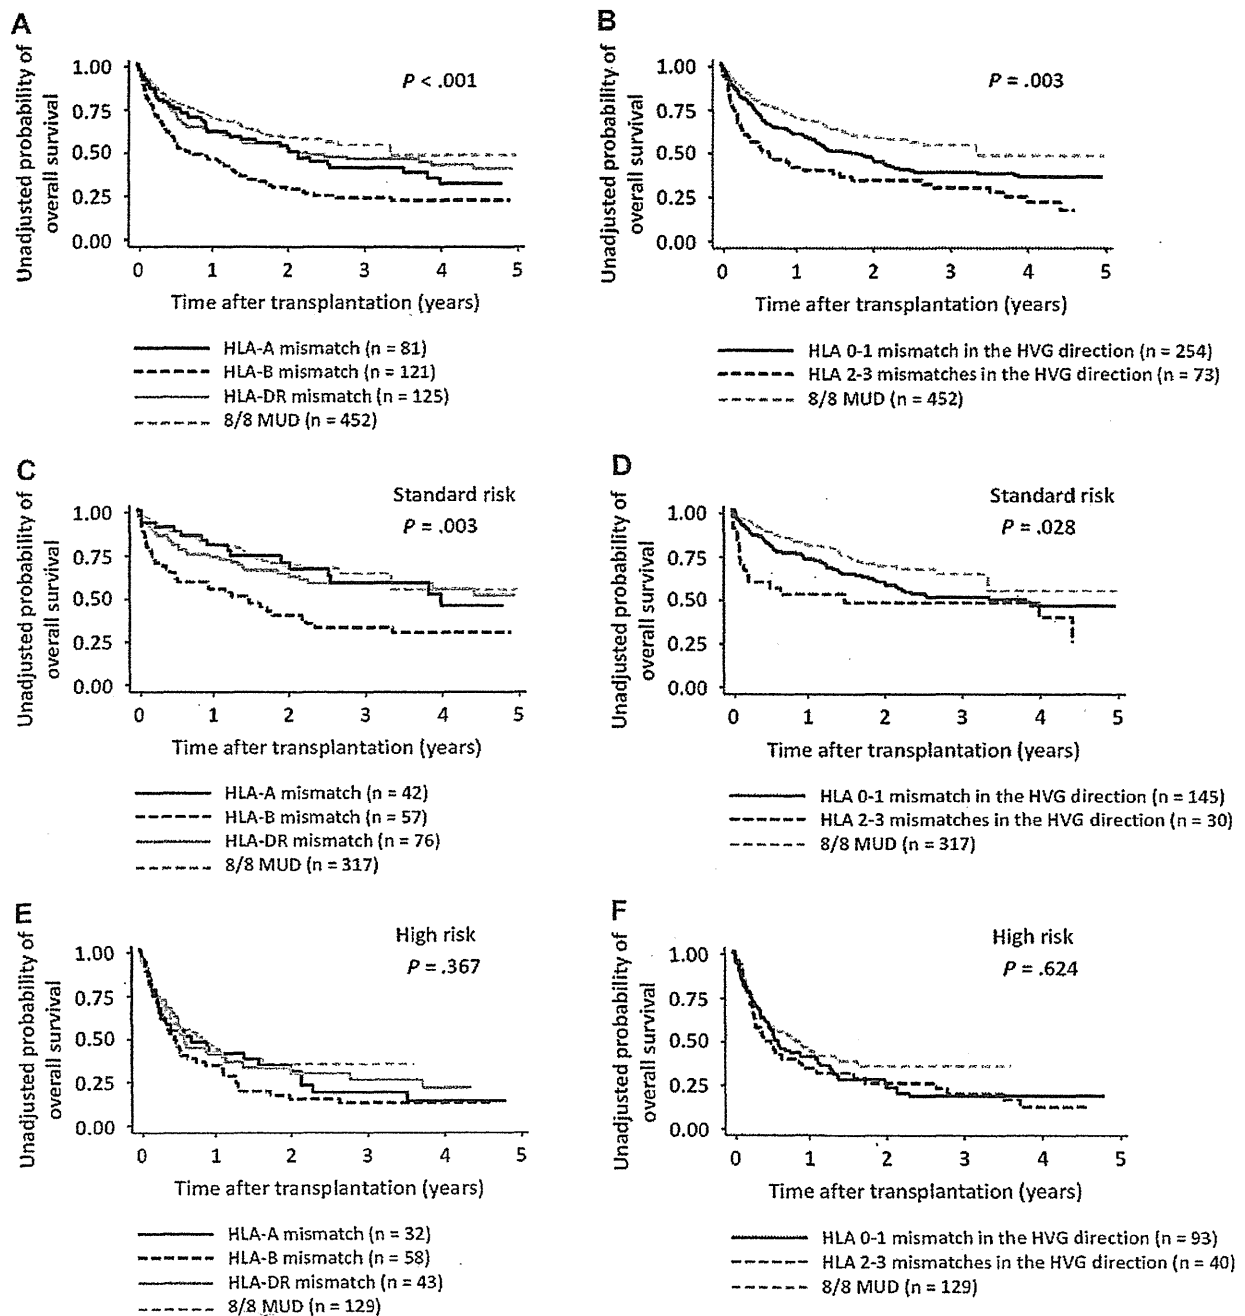 A
Unadjusted probability of
overall survival
1.00
0.75
0.50
0.25
0.00
P < .001
0 1 2 3 4 5
Time after transplantation (years)
HLA-A mismatch (n = 81)
HLA-B mismatch (n = 121)
HLA-DR mismatch (n = 125)
8/8 MUD (n = 452)
B
Unadjusted probability of
overall survival
1.00
0.75
0.50
0.25
0.00
P = .003
0 1 2 3 4 5
Time after transplantation (years)
HLA 0-1 mismatch in the HVG direction (n = 254)
HLA 2-3 mismatches in the HVG direction (n = 73)
8/8 MUD (n = 452)
C
Unadjusted probability of
overall survival
1.00
0.75
0.50
0.25
0.00
Standard risk
P = .003
0 1 2 3 4 5
Time after transplantation (years)
HLA-A mismatch (n = 42)
HLA-B mismatch (n = 57)
HLA-DR mismatch (n = 76)
8/8 MUD (n = 317)
D
Unadjusted probability of
overall survival
1.00
0.75
0.50
0.25
0.00
Standard risk
P = .028
0 1 2 3 4 5
Time after transplantation (years)
HLA 0-1 mismatch in the HVG direction (n = 145)
HLA 2-3 mismatches in the HVG direction (n = 30)
8/8 MUD (n = 317)
E
Unadjusted probability of
overall survival
1.00
0.75
0.50
0.25
0.00
High risk
P = .367
0 1 2 3 4 5
Time after transplantation (years)
HLA-A mismatch (n = 32)
HLA-B mismatch (n = 58)
HLA-DR mismatch (n = 43)
8/8 MUD (n = 129)
F
Unadjusted probability of
overall survival
1.00
0.75
0.50
0.25
0.00
High risk
P = .624
0 1 2 3 4 5
Time after transplantation (years)
HLA 0-1 mismatch in the HVG direction (n = 93)
HLA 2-3 mismatches in the HVG direction (n = 40)
8/8 MUD (n = 129)